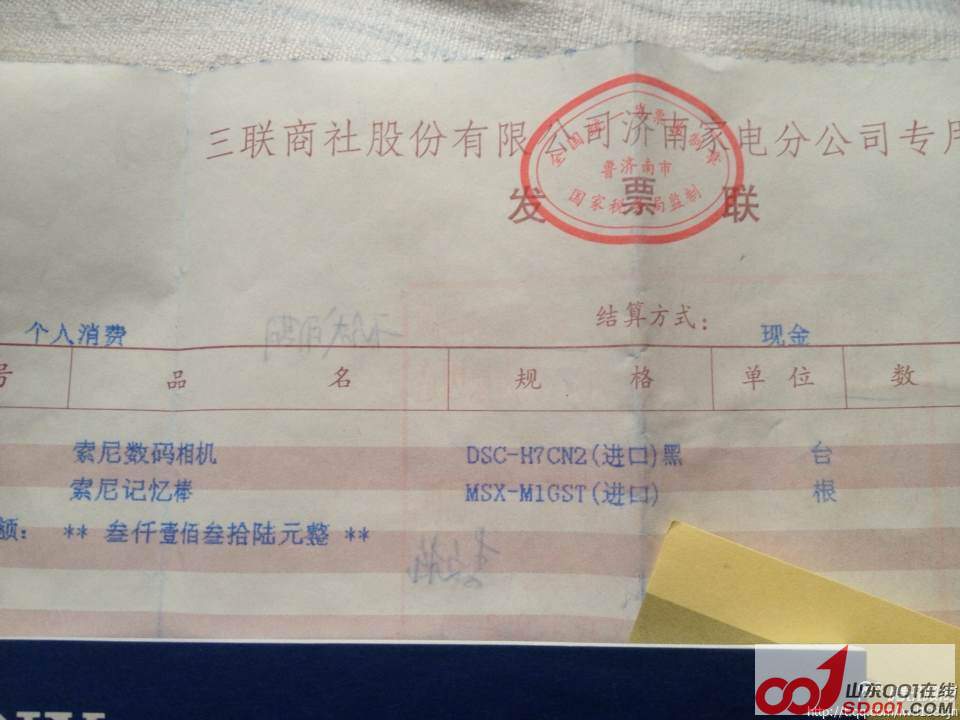 三联商社股份有限公司济南家电分公司专用
发票联
鲁济南市
国家税务局监制
结算方式: 现金
个人消费
号 品 名 规 格 单 位 数
索尼数码相机 DSC-H7CN2(进口)黑 台
索尼记忆棒 MSX-M1GST(进口) 根
额: ** 叁仟壹佰叁拾陆元整 **
山东001在线
SD001.COM